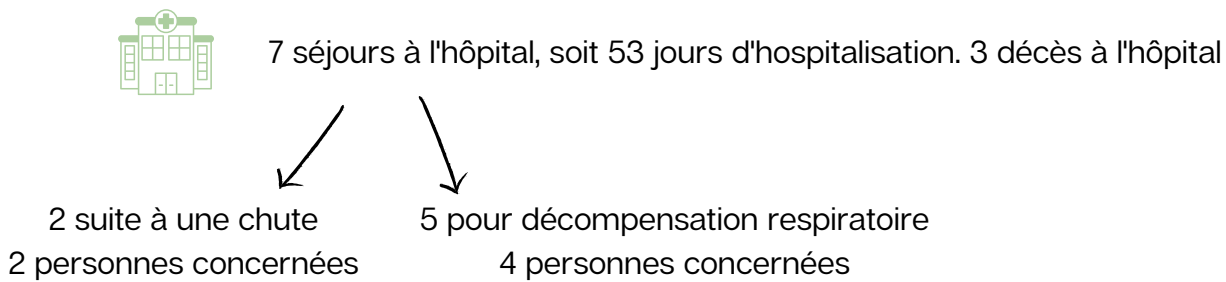 7 séjours à l'hôpital, soit 53 jours d'hospitalisation. 3 décès à l'hôpital
2 suite à une chute
2 personnes concernées
5 pour décompensation respiratoire
4 personnes concernées